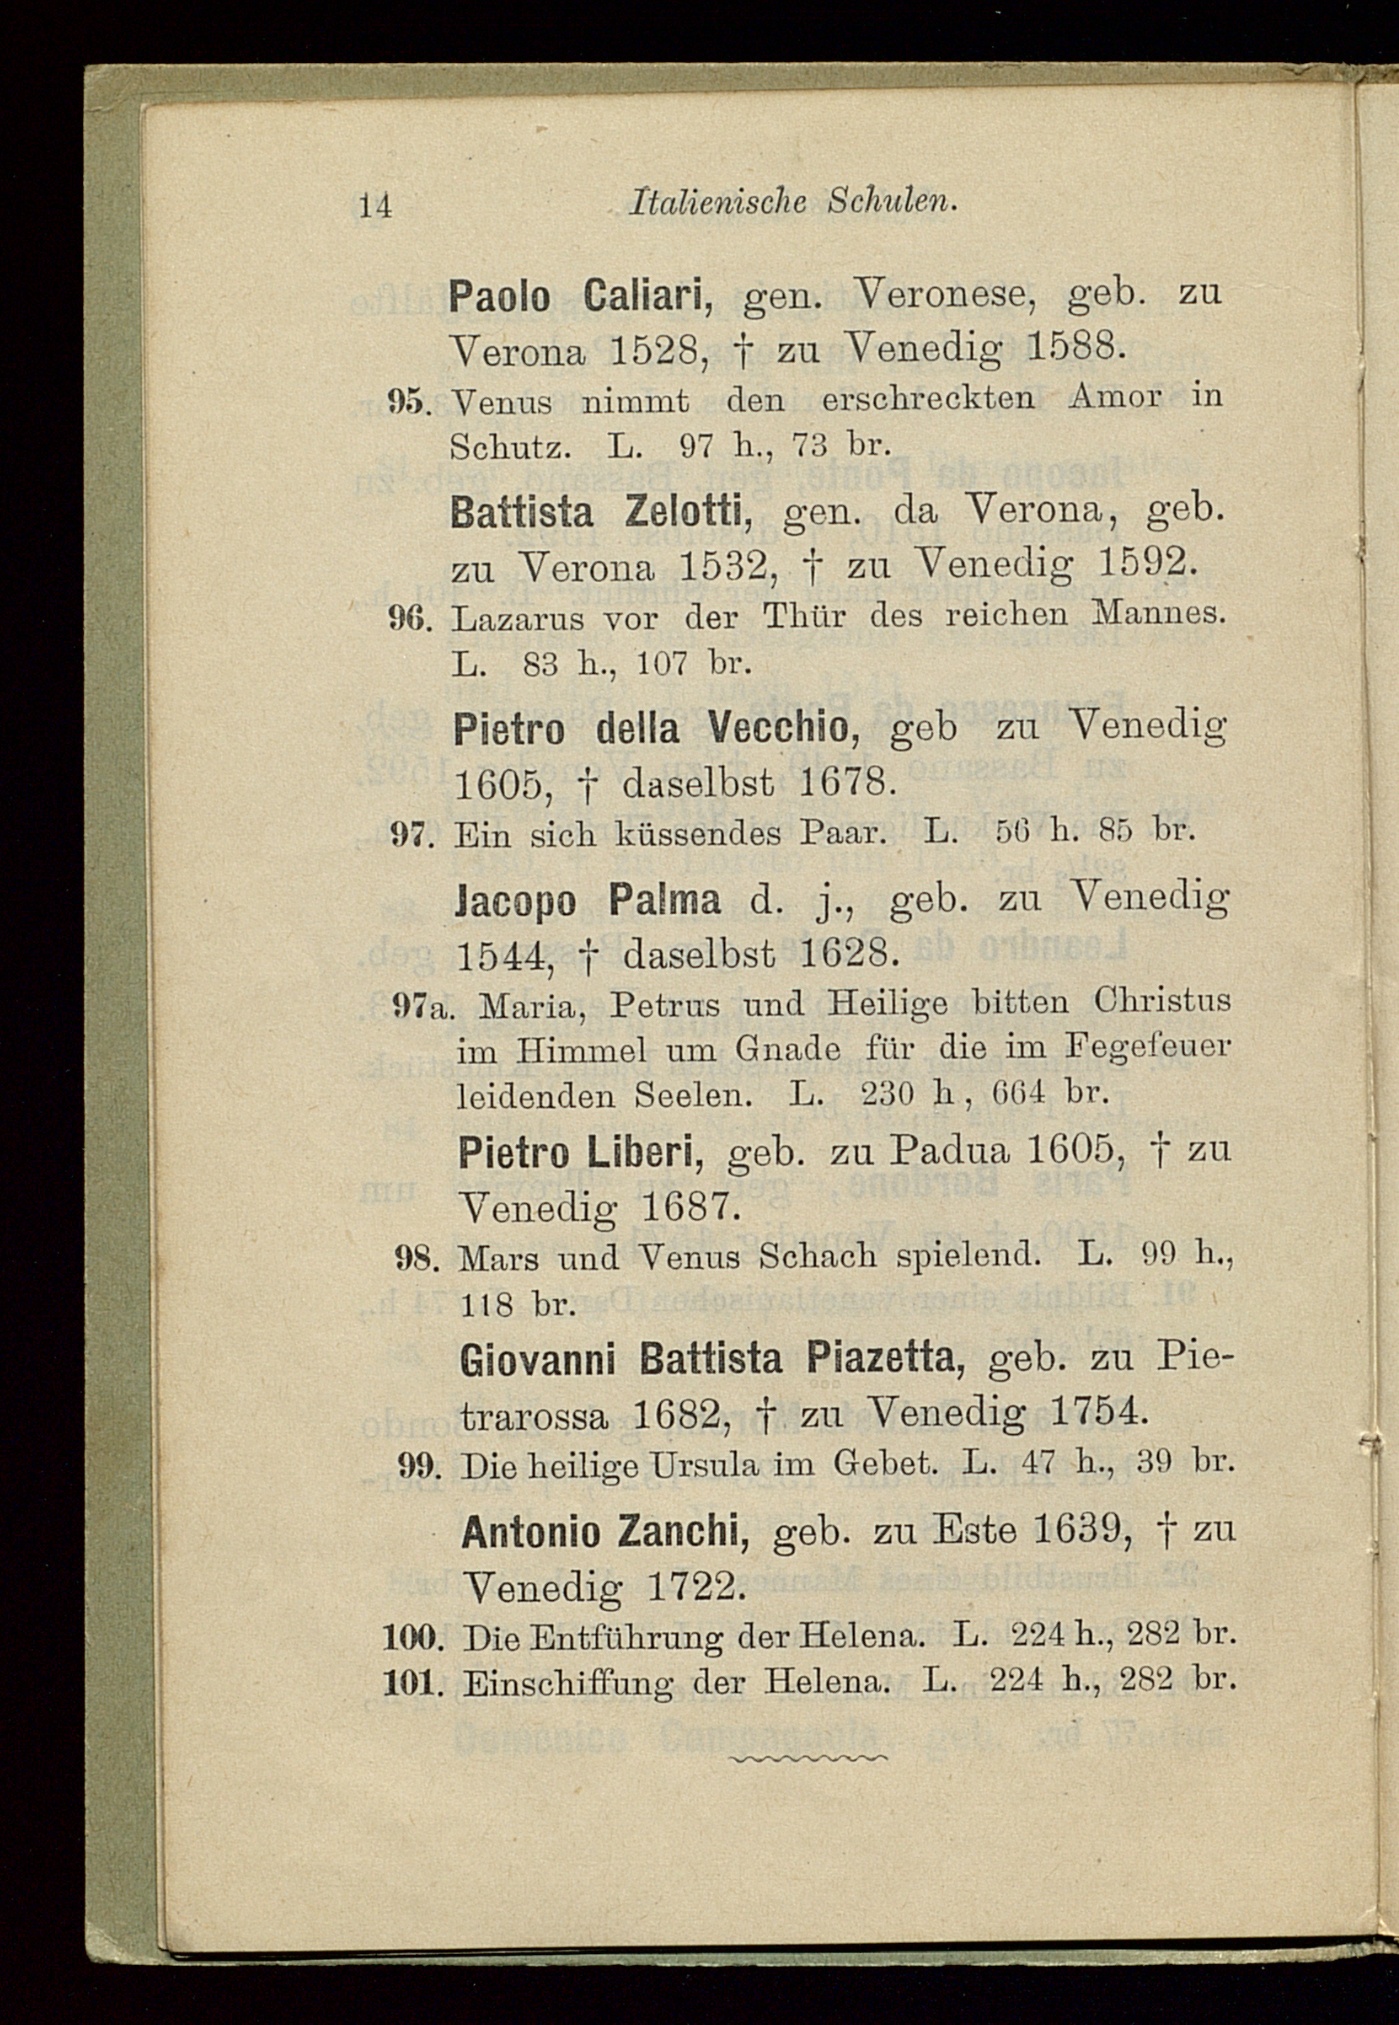 14
Italienische Schulen.
Paolo Caliari, gen. Veronese, geb. zu
Verona 1528, † zu Venedig 1588.
95. Venus nimmt den erschreckten Amor in
Schutz. L. 97 h., 73 br.
Battista Zelotti, gen. da Verona, geb.
zu Verona 1532, † zu Venedig 1592.
96. Lazarus vor der Thür des reichen Mannes.
L. 83 h., 107 br.
Pietro della Vecchio, geb zu Venedig
1605, † daselbst 1678.
97. Ein sich küssendes Paar. L. 56 h. 85 br.
Jacopo Palma d. j., geb. zu Venedig
1544, † daselbst 1628.
97a. Maria, Petrus und Heilige bitten Christus
im Himmel um Gnade für die im Fegefeuer
leidenden Seelen. L. 230 h, 664 br.
Pietro Liberi, geb. zu Padua 1605, † zu
Venedig 1687.
98. Mars und Venus Schach spielend. L. 99 h.,
118 br.
Giovanni Battista Piazetta, geb. zu Pie-
trarossa 1682, † zu Venedig 1754.
99. Die heilige Ursula im Gebet. L. 47 h., 39 br.
Antonio Zanchi, geb. zu Este 1639, † zu
Venedig 1722.
100. Die Entführung der Helena. L. 224 h., 282 br.
101. Einschiffung der Helena. L. 224 h., 282 br.